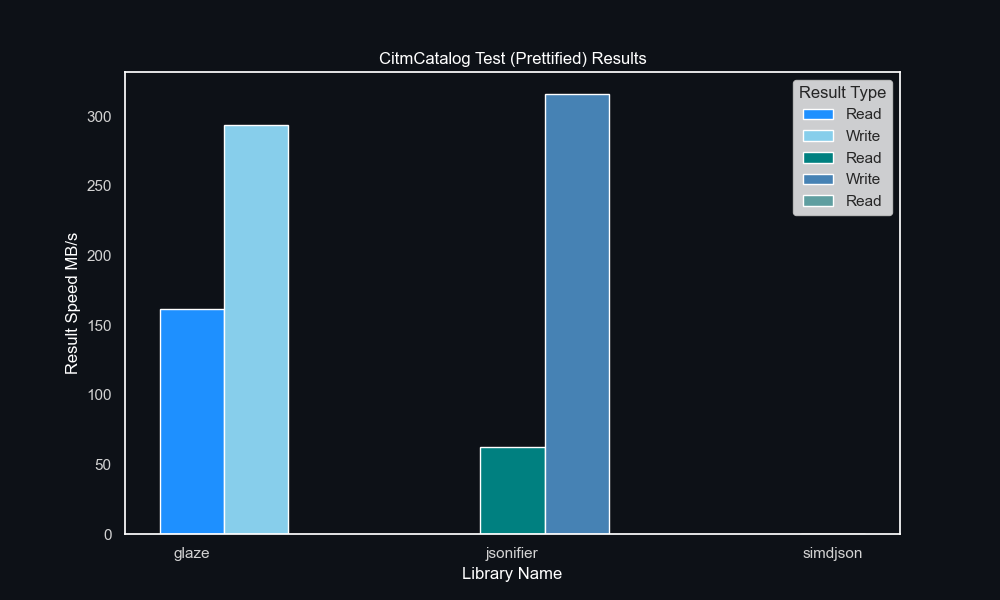 CitmCatalog Test (Prettified) Results
Result Type
Read
Write
Read
Write
Read
300
250
200
150
100
50
0
Result Speed MB/s
glaze
jsonifier
simdjson
Library Name